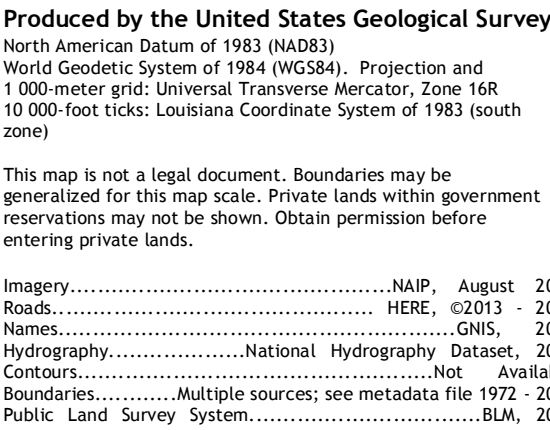 Produced by the United States Geological Survey
North American Datum of 1983 (NAD83)
World Geodetic System of 1984 (WGS84). Projection and
1 000-meter grid: Universal Transverse Mercator, Zone 16R
10 000-foot ticks: Louisiana Coordinate System of 1983 (south
zone)
This map is not a legal document. Boundaries may be
generalized for this map scale. Private lands within government
reservations may not be shown. Obtain permission before
entering private lands.
Imagery..............................................NAIP, August
Roads.............................................. HERE, ©2013 -
Names.........................................................GNIS,
Hydrography....................National Hydrography Dataset,
Contours..................................................Not
Boundaries............Multiple sources; see metadata file 1972 -
Public Land Survey System.................................BLM,